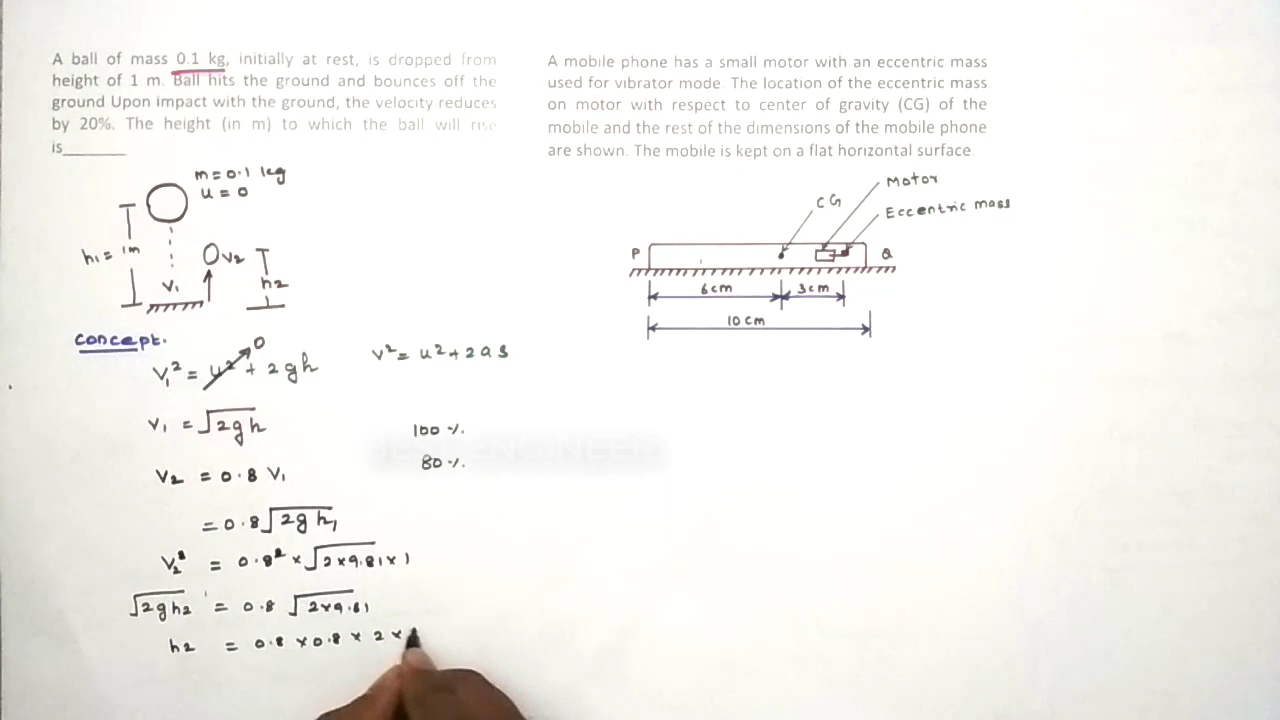 A ball of mass 0.1 kg, initially at rest, is dropped from
height of 1 m. Ball hits the ground and bounces off the
ground Upon impact with the ground, the velocity reduces
by 20%. The height (in m) to which the ball will rise
is______
m = 0.1 kg
u = 0
h1 = 1m
V1
V2
h2
concept.
V1² = u² + 2gh
0
V² = u² + 2as
V1 = √2gh
100 %.
80 %.
V2 = 0.8 V1
= 0.8 √2gh1
V2² = 0.8² × √2×9.81×1
√2gh2 = 0.8 √2×9.81
h2 = 0.8 × 0.8 × 2 ×
A mobile phone has a small motor with an eccentric mass
used for vibrator mode. The location of the eccentric mass
on motor with respect to center of gravity (CG) of the
mobile and the rest of the dimensions of the mobile phone
are shown. The mobile is kept on a flat horizontal surface.
Motor
CG
Eccentric mass
P
Q
6cm
3cm
10 cm